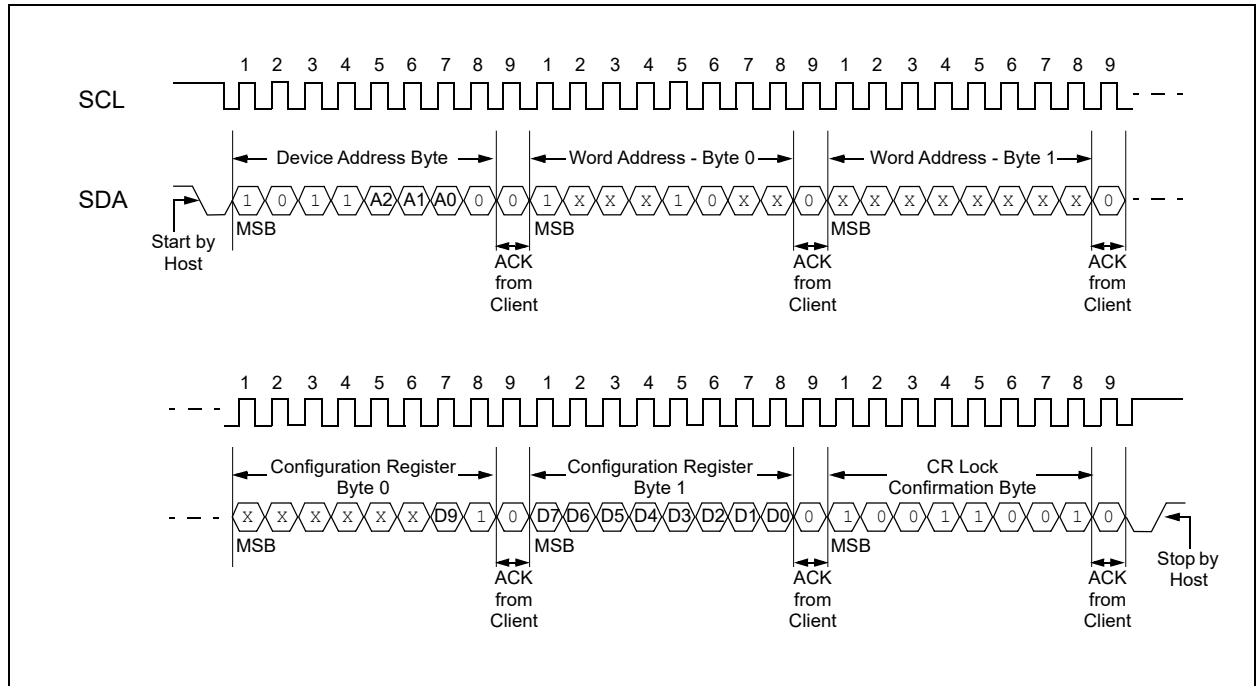 1 2 3 4 5 6 7 8 9 1 2 3 4 5 6 7 8 9 1 2 3 4 5 6 7 8 9
SCL
Device Address Byte Word Address - Byte 0 Word Address - Byte 1
SDA 1 0 1 1 A2 A1 A0 0 0 1 X X X 1 0 X X 0 X X X X X X X X 0
MSB MSB MSB
Start by
Host
ACK
from
Client
ACK
from
Client
ACK
from
Client
1 2 3 4 5 6 7 8 9 1 2 3 4 5 6 7 8 9 1 2 3 4 5 6 7 8 9
Configuration Register
Byte 0
Configuration Register
Byte 1
CR Lock
Confirmation Byte
X X X X X X D9 1 0 D7 D6 D5 D4 D3 D2 D1 D0 0 1 0 0 1 1 0 0 1 0
MSB MSB MSB
Stop by
Host
ACK
from
Client
ACK
from
Client
ACK
from
Client